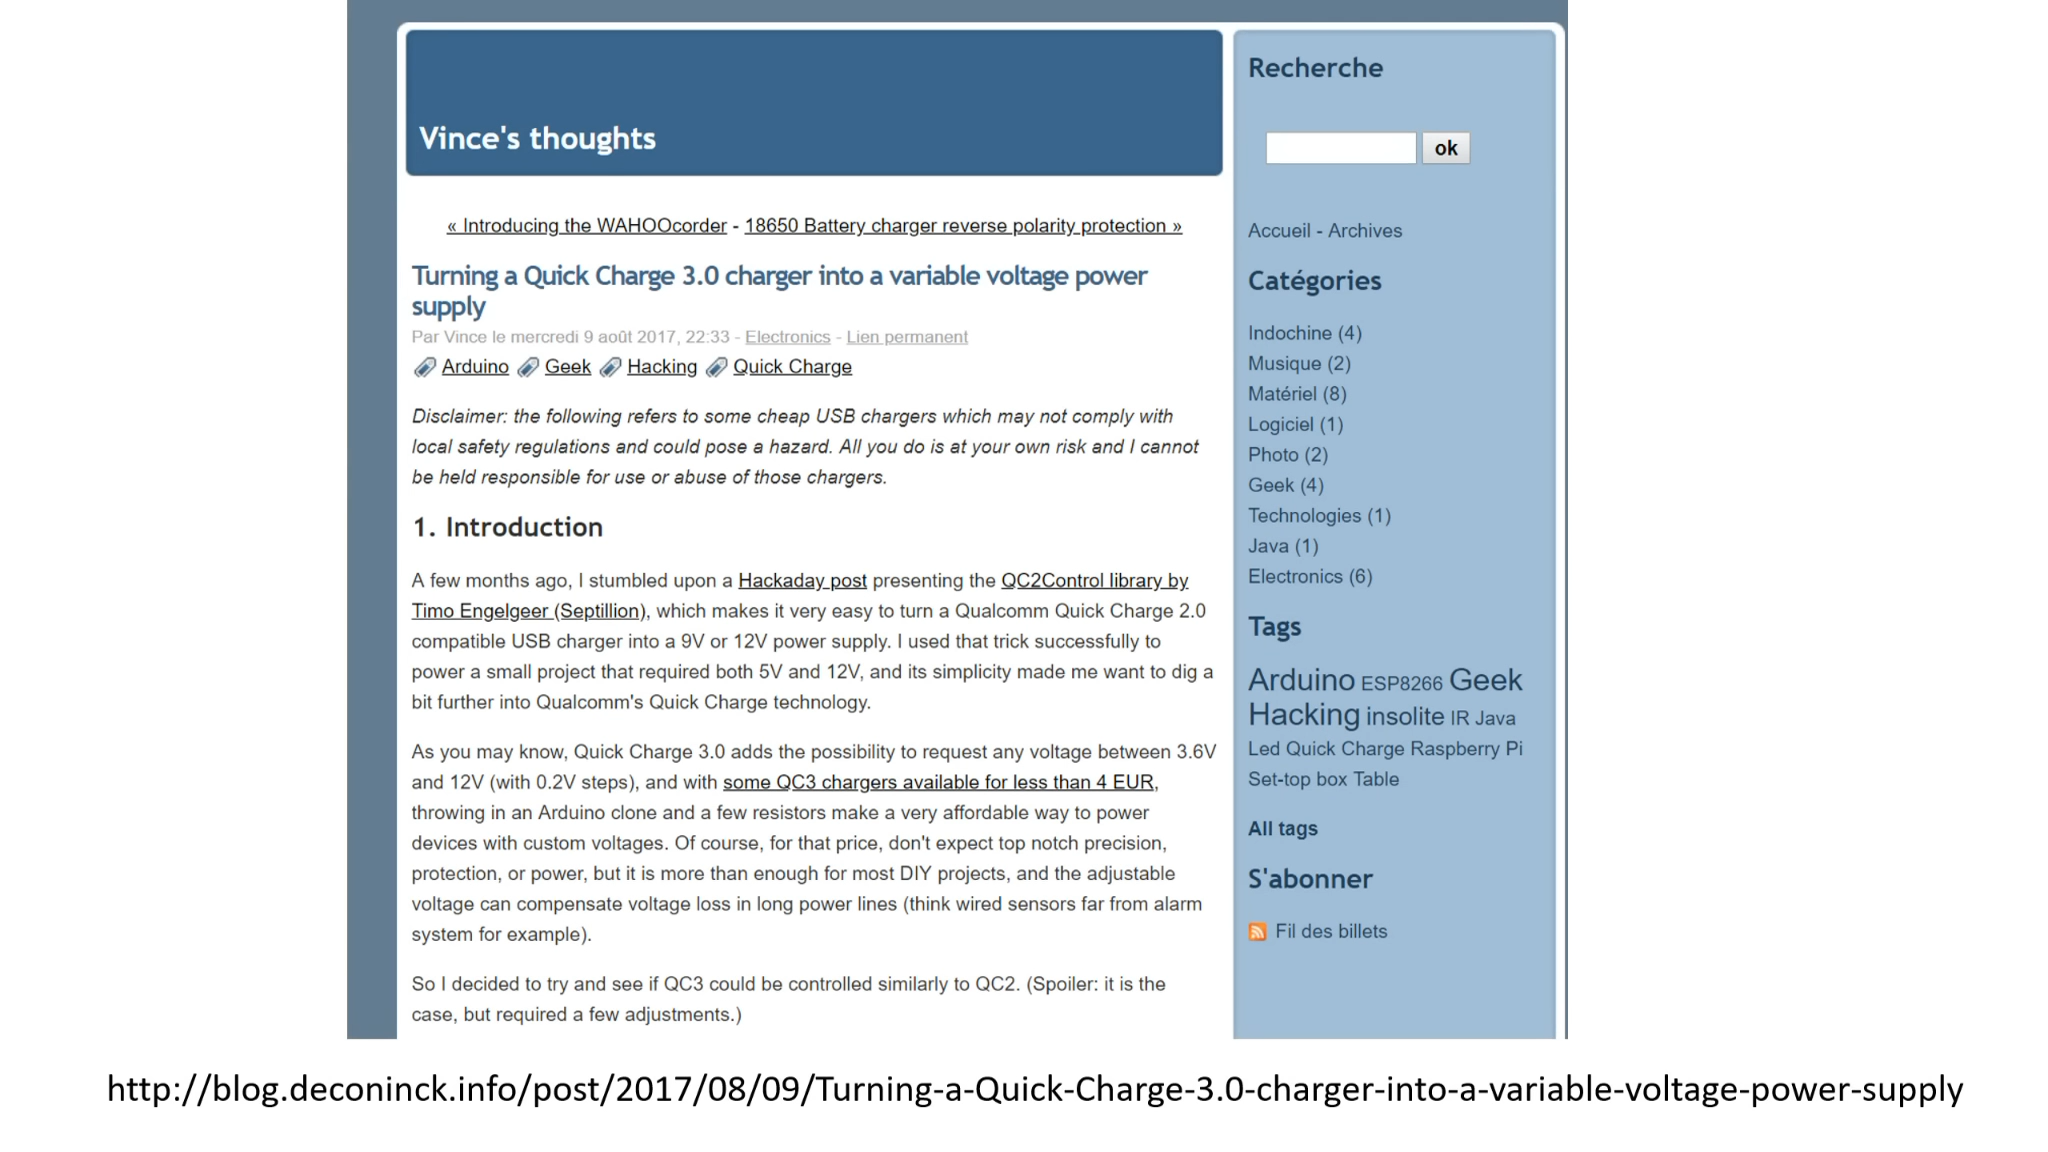 Vince's thoughts
« Introducing the WAHOOcorder - 18650 Battery charger reverse polarity protection »
Turning a Quick Charge 3.0 charger into a variable voltage power
supply
Par Vince le mercredi 9 août 2017, 22:33 - Electronics - Lien permanent
Arduino Geek Hacking Quick Charge
Disclaimer: the following refers to some cheap USB chargers which may not comply with
local safety regulations and could pose a hazard. All you do is at your own risk and I cannot
be held responsible for use or abuse of those chargers.
1. Introduction
A few months ago, I stumbled upon a Hackaday post presenting the QC2Control library by
Timo Engelgeer (Septillion), which makes it very easy to turn a Qualcomm Quick Charge 2.0
compatible USB charger into a 9V or 12V power supply. I used that trick successfully to
power a small project that required both 5V and 12V, and its simplicity made me want to dig a
bit further into Qualcomm's Quick Charge technology.
As you may know, Quick Charge 3.0 adds the possibility to request any voltage between 3.6V
and 12V (with 0.2V steps), and with some QC3 chargers available for less than 4 EUR,
throwing in an Arduino clone and a few resistors make a very affordable way to power
devices with custom voltages. Of course, for that price, don't expect top notch precision,
protection, or power, but it is more than enough for most DIY projects, and the adjustable
voltage can compensate voltage loss in long power lines (think wired sensors far from alarm
system for example).
So I decided to try and see if QC3 could be controlled similarly to QC2. (Spoiler: it is the
case, but required a few adjustments.)
Recherche
ok
Accueil - Archives
Catégories
Indochine (4)
Musique (2)
Matériel (8)
Logiciel (1)
Photo (2)
Geek (4)
Technologies (1)
Java (1)
Electronics (6)
Tags
Arduino ESP8266 Geek
Hacking insolite IR Java
Led Quick Charge Raspberry Pi
Set-top box Table
All tags
S'abonner
Fil des billets
http://blog.deconinck.info/post/2017/08/09/Turning-a-Quick-Charge-3.0-charger-into-a-variable-voltage-power-supply